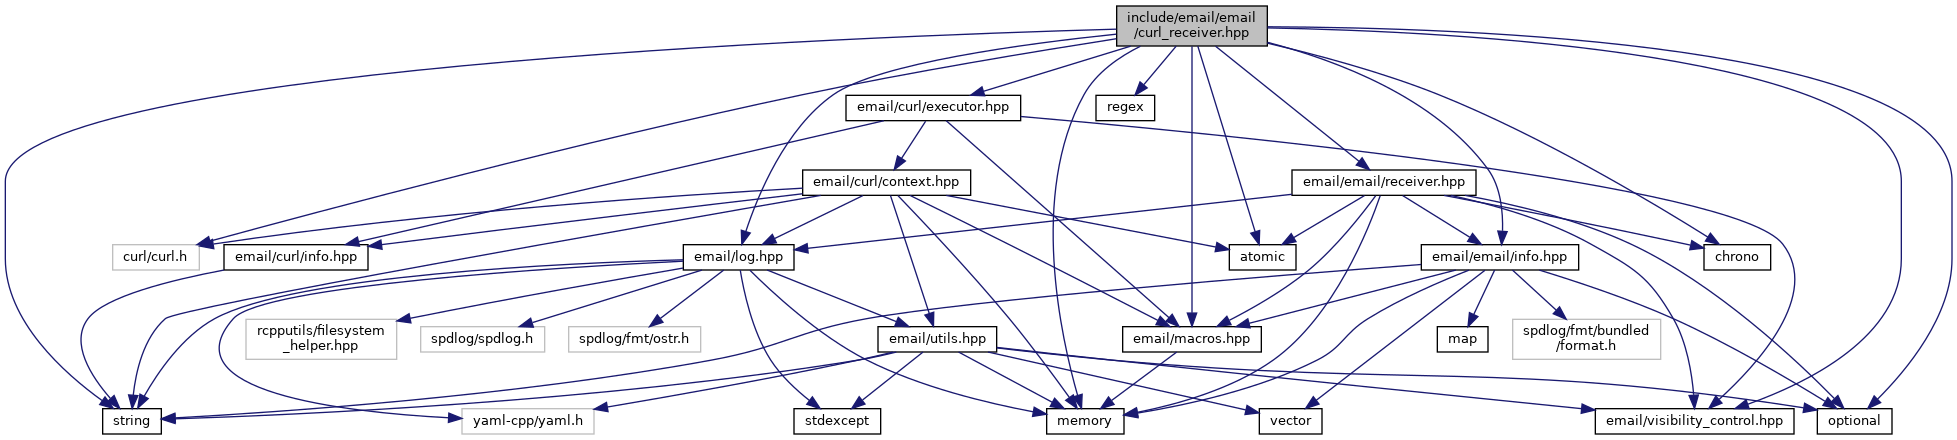 include/email/email
/curl_receiver.hpp
email/curl/executor.hpp
regex
email/curl/context.hpp
email/email/receiver.hpp
curl/curl.h
email/curl/info.hpp
email/log.hpp
atomic
email/email/info.hpp
chrono
rcpputils/filesystem
_helper.hpp
spdlog/spdlog.h
spdlog/fmt/ostr.h
email/utils.hpp
email/macros.hpp
map
spdlog/fmt/bundled
/format.h
string
yaml-cpp/yaml.h
stdexcept
memory
vector
email/visibility_control.hpp
optional